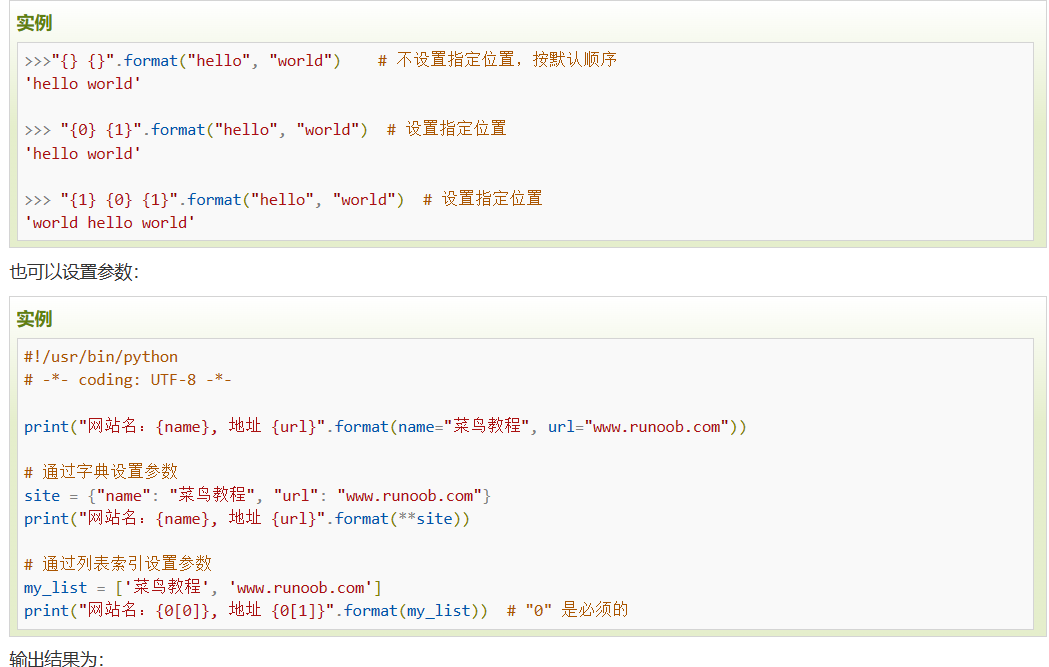 实例
>>>"{} {}".format("hello", "world")    # 不设置指定位置，按默认顺序
'hello world'
>>> "{0} {1}".format("hello", "world")  # 设置指定位置
'hello world'
>>> "{1} {0} {1}".format("hello", "world")  # 设置指定位置
'world hello world'
也可以设置参数：
实例
#!/usr/bin/python
# -*- coding: UTF-8 -*-
print("网站名：{name}, 地址 {url}".format(name="菜鸟教程", url="www.runoob.com"))
# 通过字典设置参数
site = {"name": "菜鸟教程", "url": "www.runoob.com"}
print("网站名：{name}, 地址 {url}".format(**site))
# 通过列表索引设置参数
my_list = ['菜鸟教程', 'www.runoob.com']
print("网站名：{0[0]}, 地址 {0[1]}".format(my_list))  # "0" 是必须的
输出结果为：